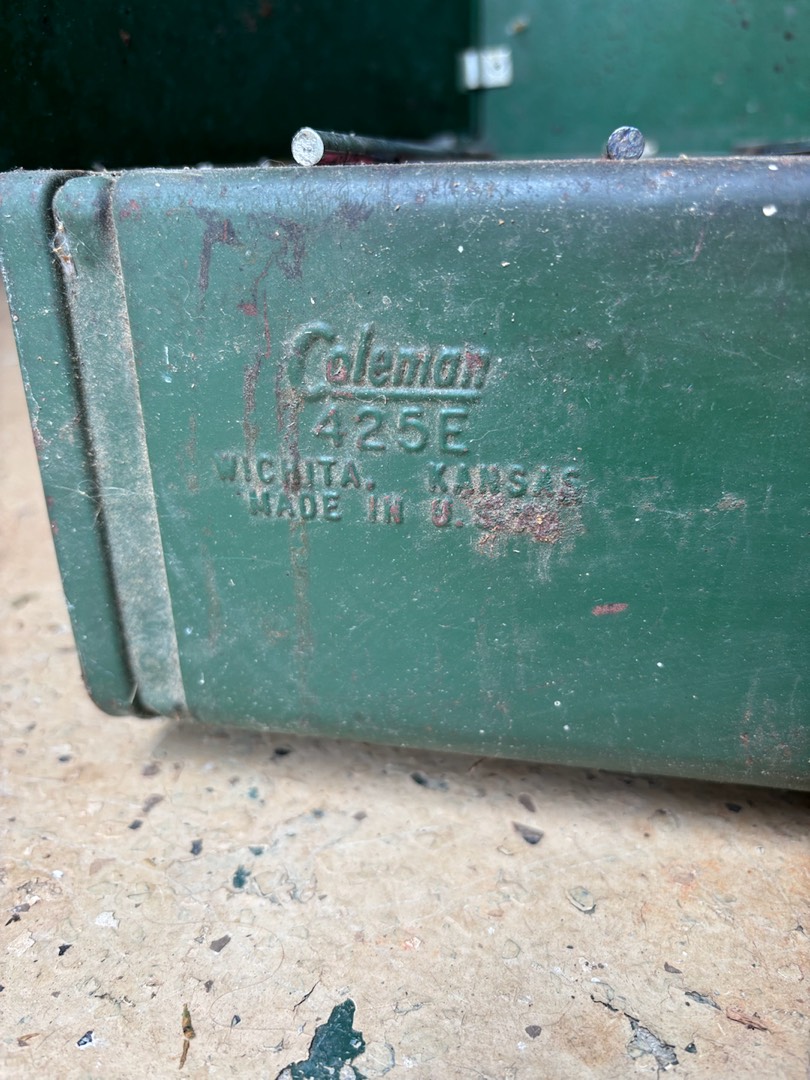 Coleman
425E
WICHITA, KANSAS
MADE IN U.S.